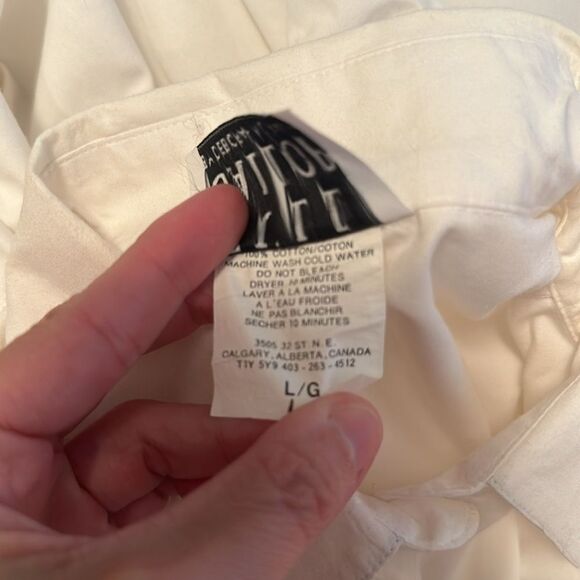 100% COTTON/COTON
MACHINE WASH COLD WATER
DO NOT BLEACH
DRYER 20 MINUTES
LAVER A LA MACHINE
A L'EAU FROIDE
NE PAS BLANCHIR
SECHER 10 MINUTES
3505 32 ST N.E.
CALGARY, ALBERTA, CANADA
T1Y 5Y9 403-263-4512
L/G